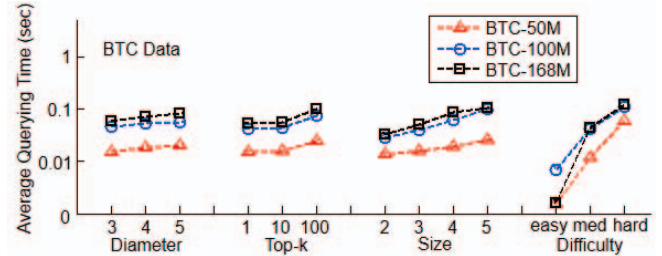 Average Querying Time (sec)
1
0.1
0.01
0
BTC Data
BTC-50M
BTC-100M
BTC-168M
3 4 5 1 10 100 2 3 4 5 easy med hard
Diameter Top-k Size Difficulty